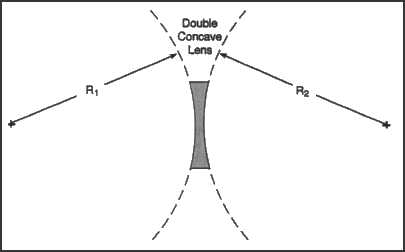 Double
Concave
Lens
R₁
R₂